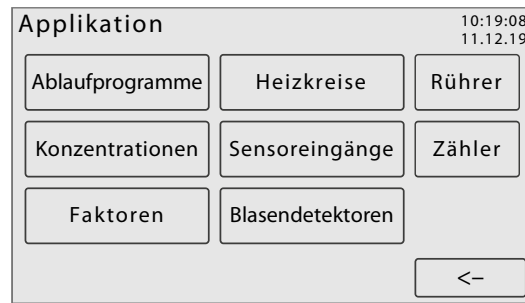 Applikation
10:19:08
11.12.19
Ablaufprogramme
Heizkreise
Rührer
Konzentrationen
Sensoreingänge
Zähler
Faktoren
Blasendetektoren
<–